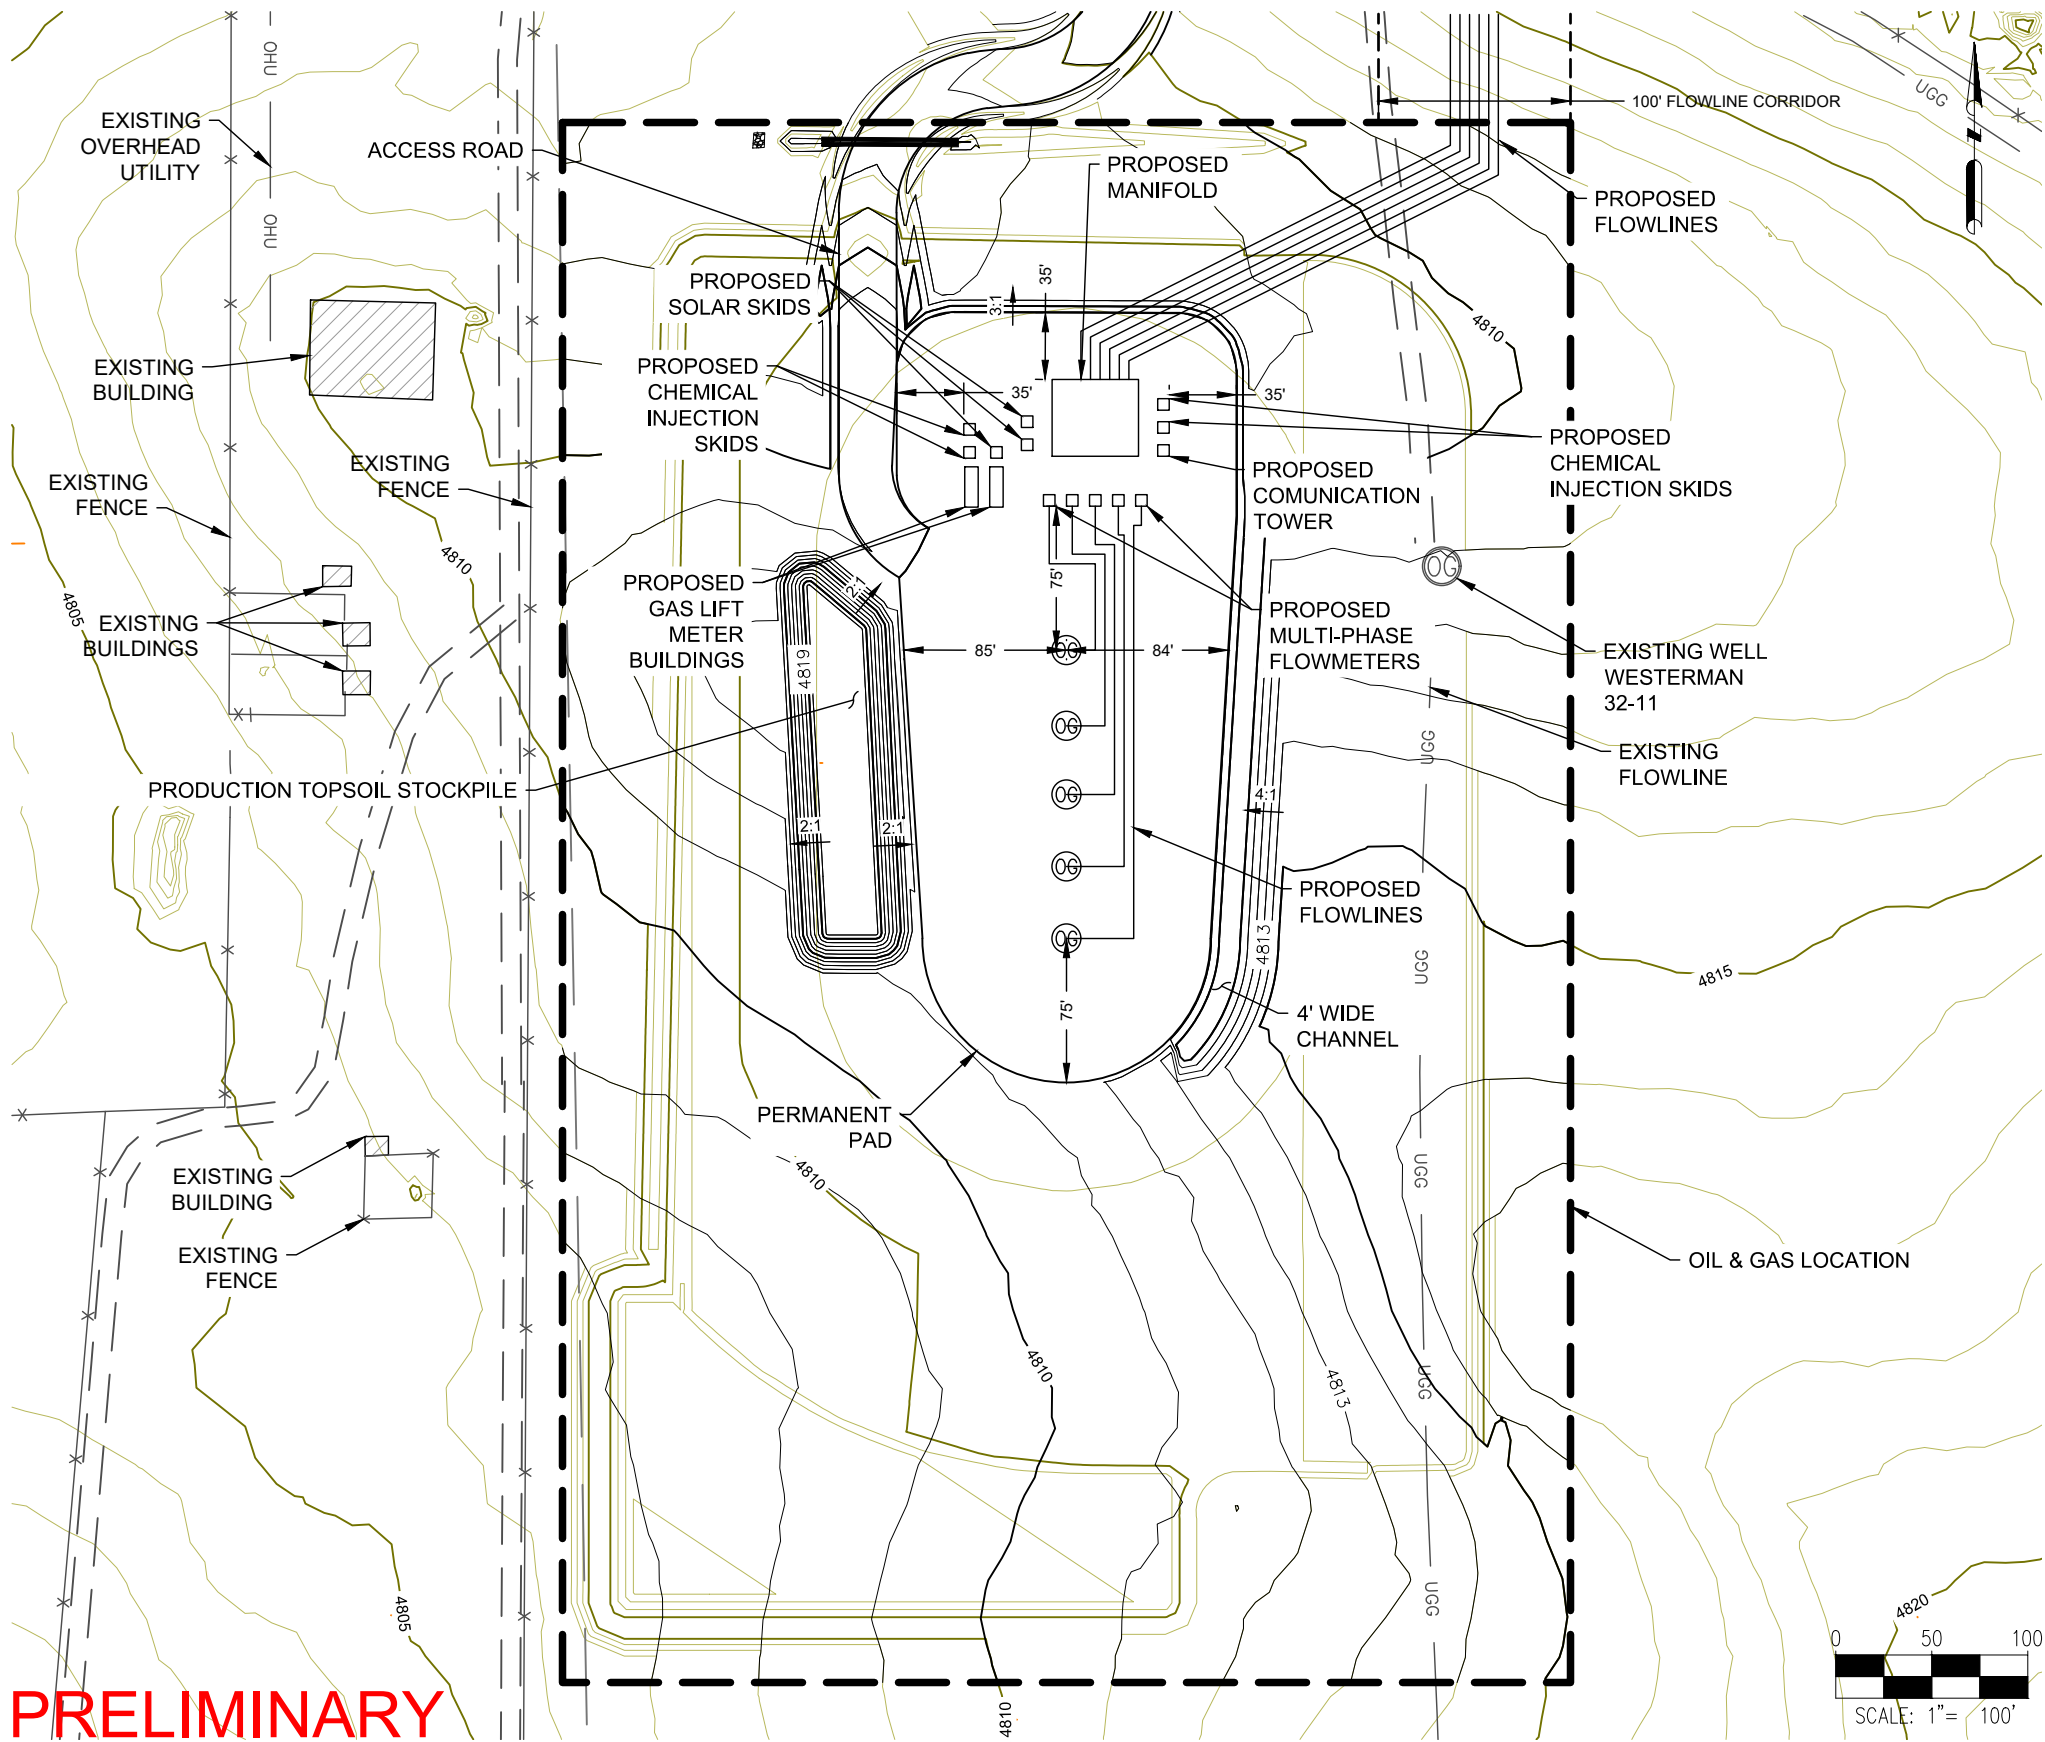 OHU
OHU
UGG
100' FLOWLINE CORRIDOR
EXISTING
OVERHEAD
UTILITY
ACCESS ROAD
PROPOSED
MANIFOLD
PROPOSED
FLOWLINES
N
PROPOSED
SOLAR SKIDS
3:1
35'
4810
EXISTING
BUILDING
PROPOSED
CHEMICAL
INJECTION
SKIDS
35'
35'
EXISTING
FENCE
EXISTING
FENCE
PROPOSED
COMUNICATION
TOWER
PROPOSED
CHEMICAL
INJECTION SKIDS
4810
4805
OG
75'
2:1
PROPOSED
GAS LIFT
METER
BUILDINGS
EXISTING
BUILDINGS
PROPOSED
MULTI-PHASE
FLOWMETERS
EXISTING WELL
WESTERMAN
32-11
85'
OG
84'
4819
OG
UGG
EXISTING
FLOWLINE
PRODUCTION TOPSOIL STOCKPILE
OG
4:1
2:1
2:1
OG
PROPOSED
FLOWLINES
OG
4813
UGG
4815
75'
4' WIDE
CHANNEL
PERMANENT
PAD
4810
UGG
EXISTING
BUILDING
EXISTING
FENCE
OIL & GAS LOCATION
4810
4813
UGG
4805
UGG
4820
0 50 100
SCALE: 1"= 100'
4810
PRELIMINARY